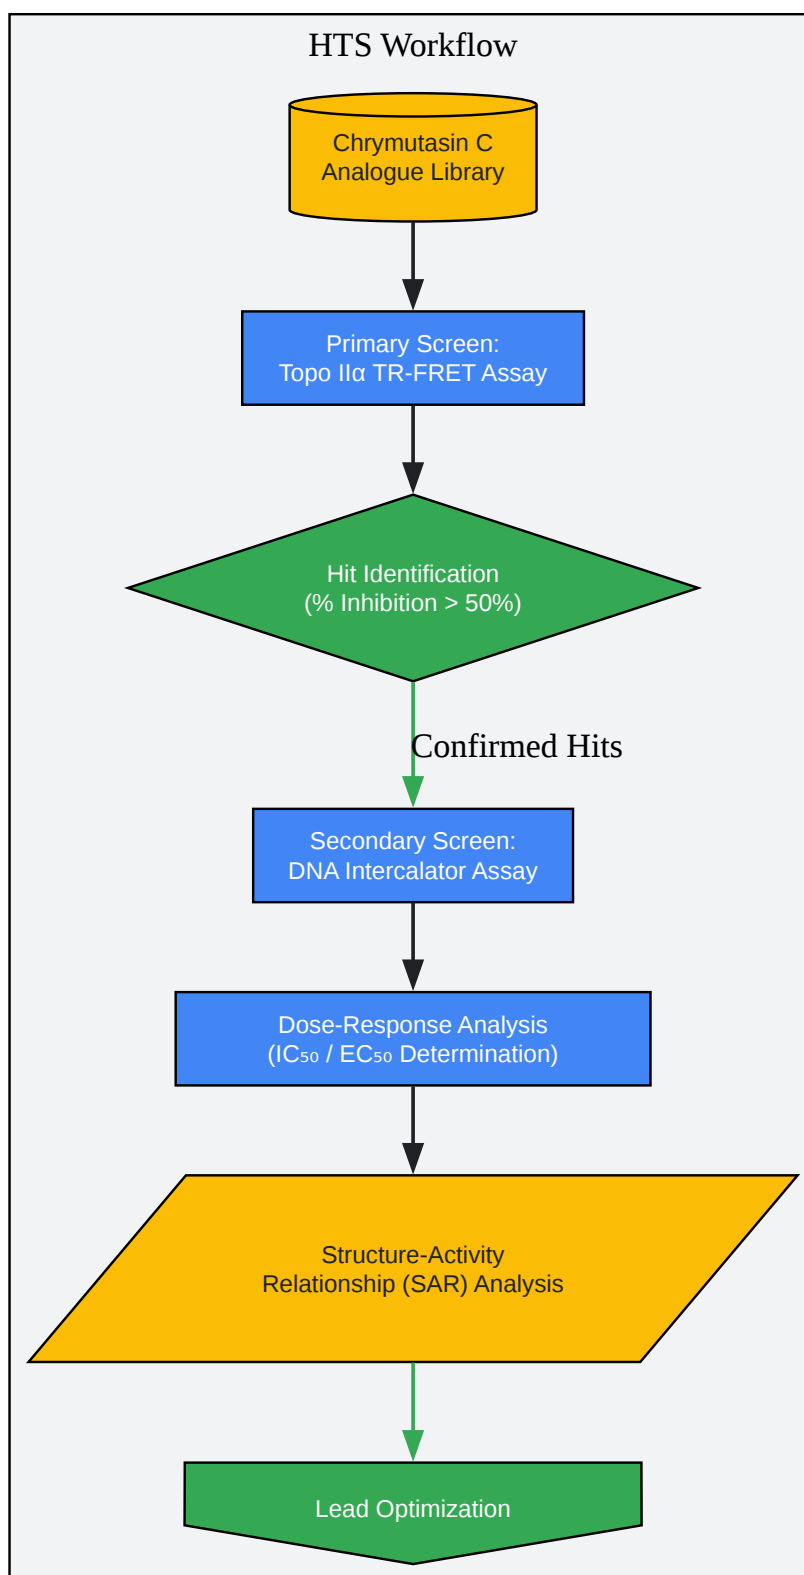 HTS Workflow
Chrymutasin C
Analogue Library
Primary Screen:
Topo IIα TR-FRET Assay
Hit Identification
(% Inhibition > 50%)
Confirmed Hits
Secondary Screen:
DNA Intercalator Assay
Dose-Response Analysis
(IC₅₀ / EC₅₀ Determination)
Structure-Activity
Relationship (SAR) Analysis
Lead Optimization